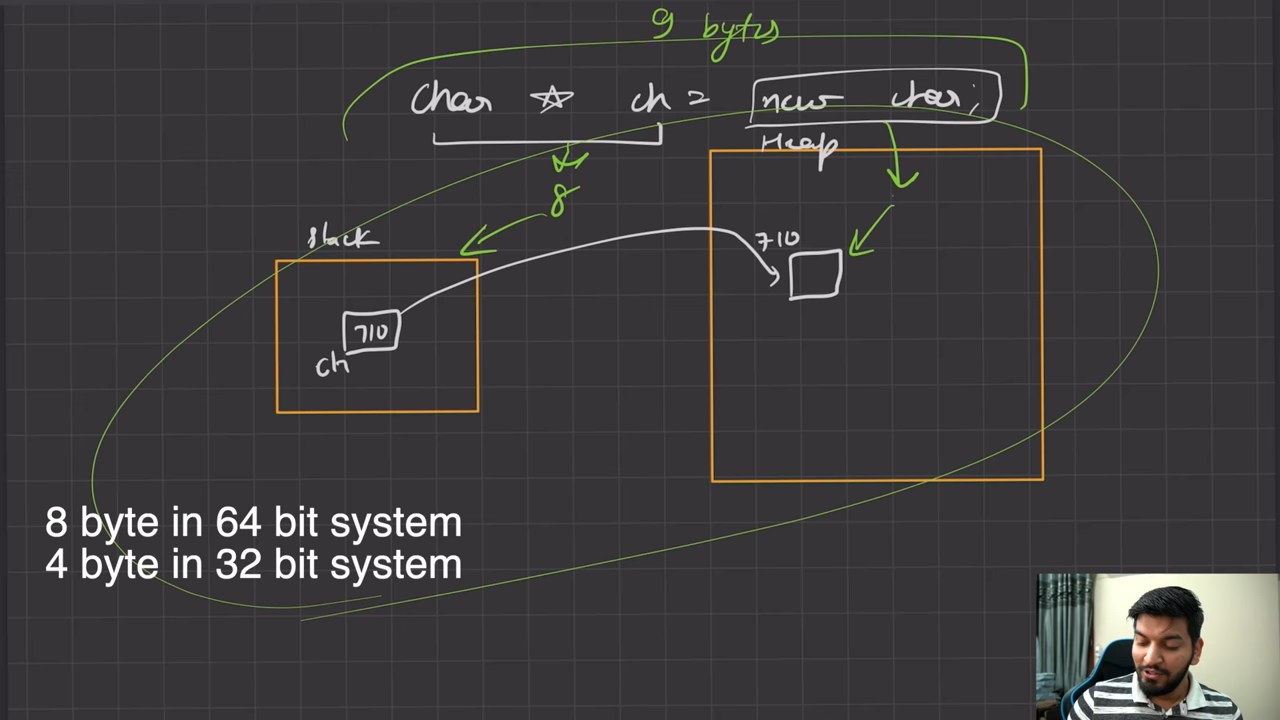 9 bytes
char * ch = new char;
Heap
8
stack
710
710
ch
8 byte in 64 bit system
4 byte in 32 bit system